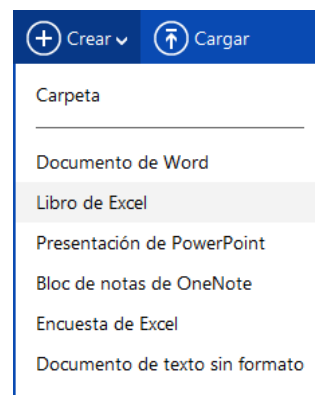 Crear Cargar
Carpeta
Documento de Word
Libro de Excel
Presentación de PowerPoint
Bloc de notas de OneNote
Encuesta de Excel
Documento de texto sin formato